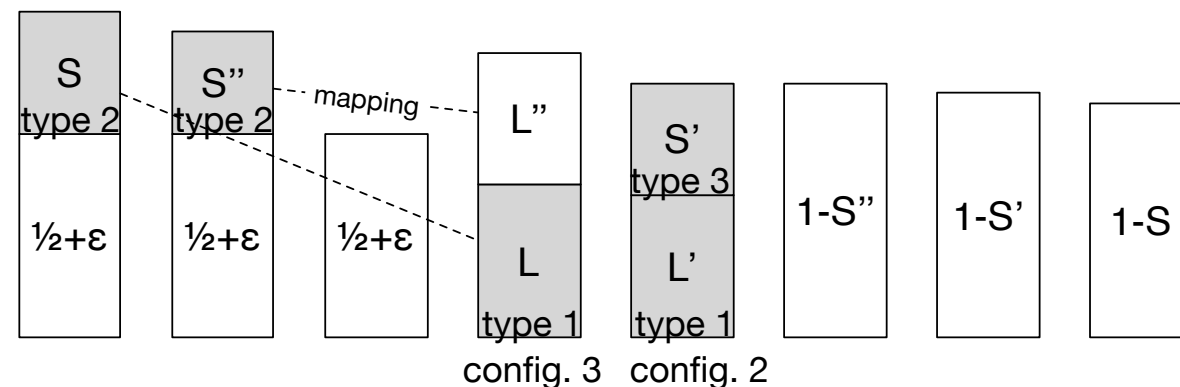 S
type 2
½+ε
S’’
type 2
½+ε
½+ε
mapping
L’’
L
type 1
config. 3
S’
type 3
L’
type 1
config. 2
1-S’’
1-S’
1-S